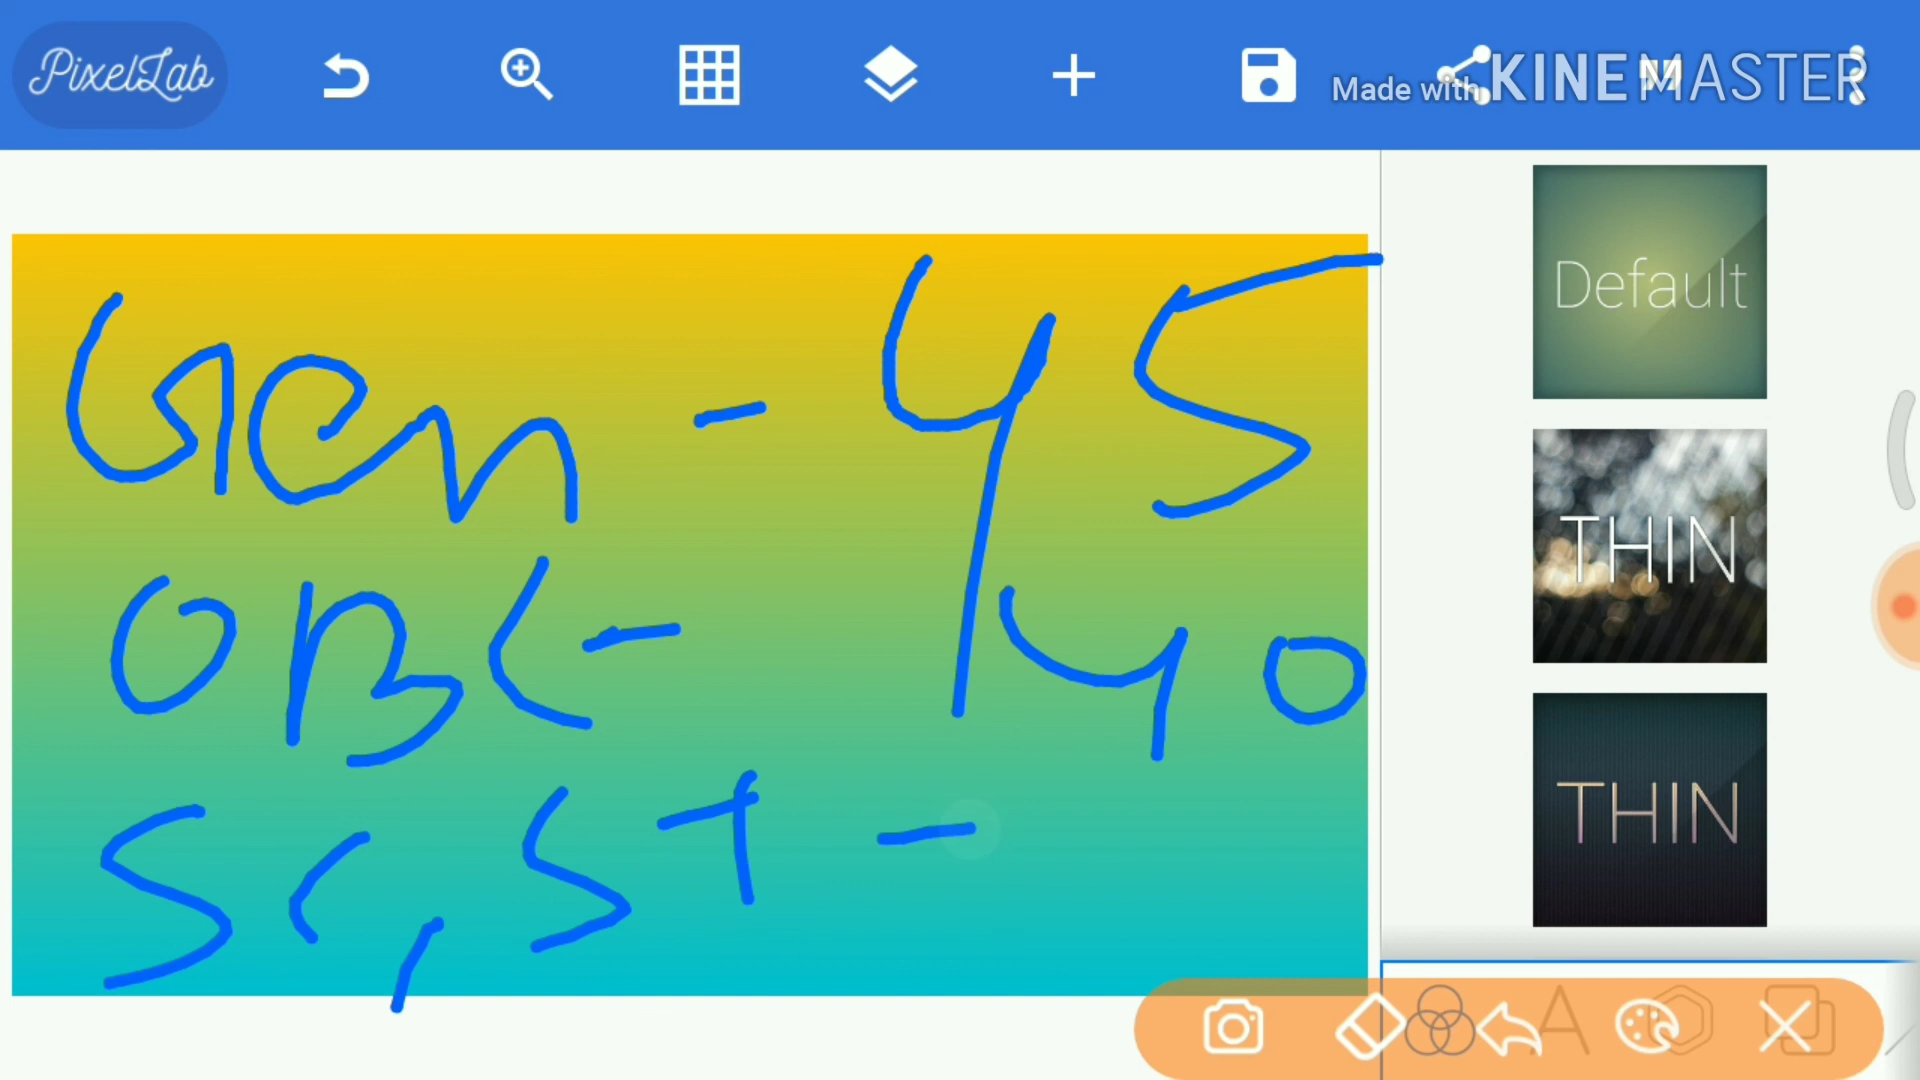 PixelLab
Made with KINEMASTER
Default
THIN
THIN
Gen - 45
OBC - 40
SC, ST -